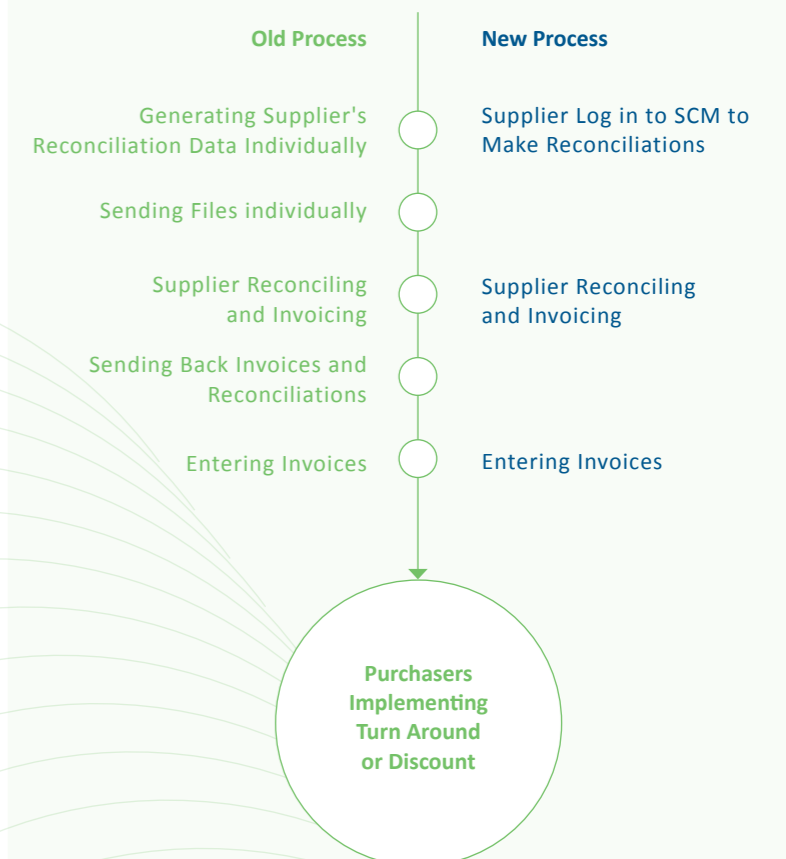 Old Process
New Process
Generating Supplier's
Reconciliation Data Individually
Supplier Log in to SCM to
Make Reconciliations
Sending Files individually
Supplier Reconciling
and Invoicing
Supplier Reconciling
and Invoicing
Sending Back Invoices and
Reconciliations
Entering Invoices
Entering Invoices
Purchasers
Implementing
Turn Around
or Discount